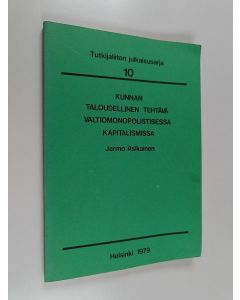 Tutkijaliiton julkaisusarja
10
KUNNAN
TALOUDELLINEN TEHTÄVÄ
VALTIOMONOPOLISTISESSA
KAPITALISMISSA
Jarmo Asikainen
Helsinki 1979